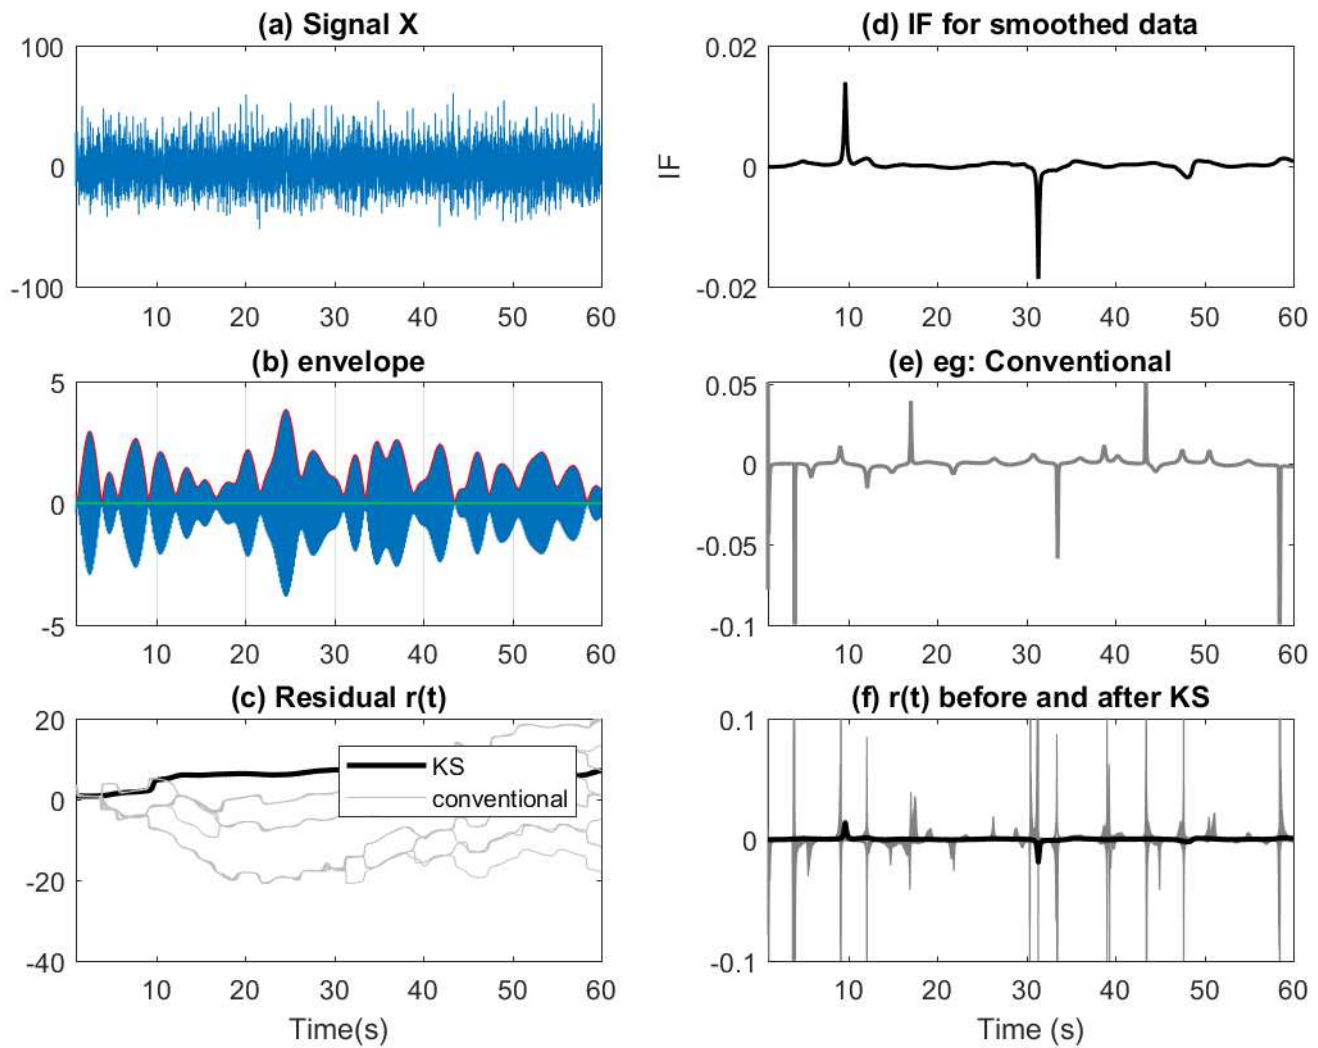 (a) Signal X
100
0
-100
10 20 30 40 50 60
(d) IF for smoothed data
IF
0.02
0
-0.02
10 20 30 40 50 60
(b) envelope
5
0
-5
10 20 30 40 50 60
(e) eg: Conventional
0.05
0
-0.05
-0.1
10 20 30 40 50 60
(c) Residual r(t)
20
0
-20
-40
KS
conventional
10 20 30 40 50 60
Time(s)
(f) r(t) before and after KS
0.1
0
-0.1
10 20 30 40 50 60
Time (s)